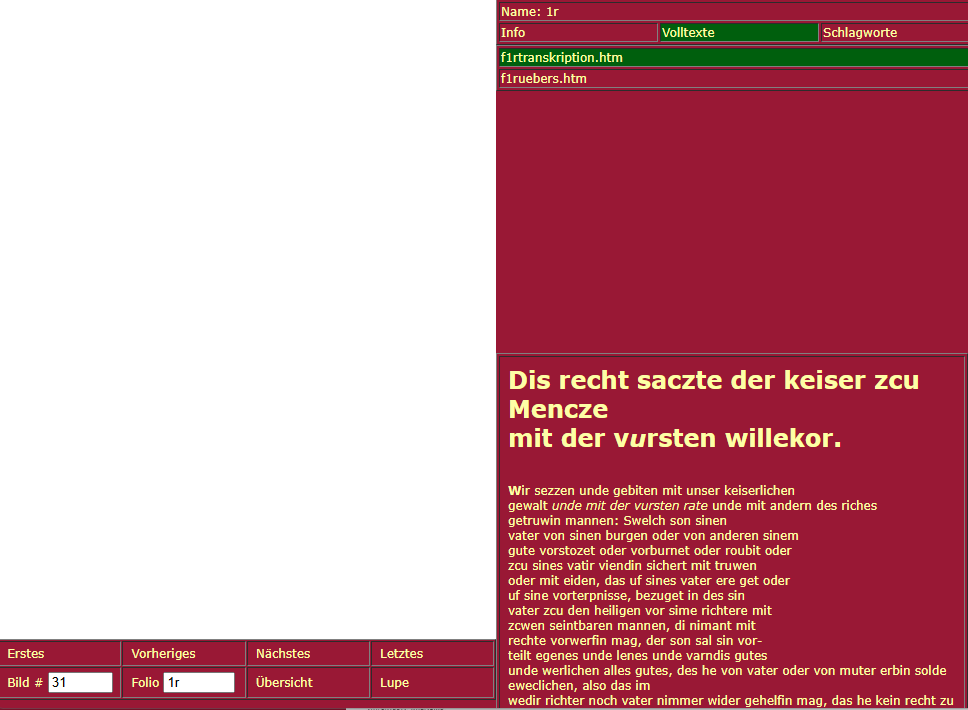 Name: 1r
Info Volltexte Schlagworte
f1rtranskription.htm
f1ruebers.htm
Dis recht saczte der keiser zcu
Mencze
mit der vursten willekor.
Wir sezzen unde gebiten mit unser keiserlichen
gewalt unde mit der vursten rate unde mit andern des riches
getruwin mannen: Swelch son sinen
vater von sinen burgen oder von anderen sinem
gute vorstozet oder vorburnet oder roubit oder
zcu sines vatir viendin sichert mit truwen
oder mit eiden, das uf sines vater ere get oder
uf sine vorterpnisse, bezuget in des sin
vater zcu den heiligen vor sime richtere mit
zcwen seintbaren mannen, di nimant mit
rechte vorwerfin mag, der son sal sin vor-
teilt egenes unde lenes unde varndis gutes
unde werlichen alles gutes, des he von vater oder von muter erbin solde
eweclichen, also das im
wedir richter noch vater nimmer wider gehelfin mag, das he kein recht zu
Erstes Vorheriges Nächstes Letztes
Bild # 31 Folio 1r Übersicht Lupe